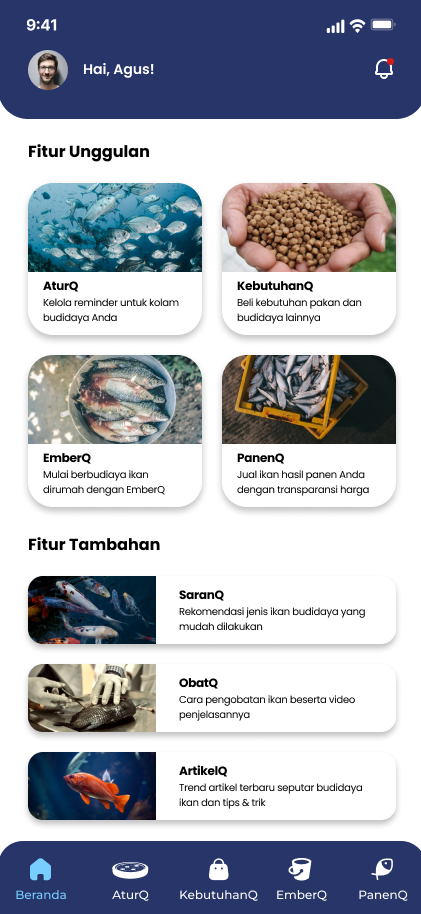 9:41
Hai, Agus!
Fitur Unggulan
AturQ
Kelola reminder untuk kolam
budidaya Anda
KebutuhanQ
Beli kebutuhan pakan dan
budidaya lainnya
EmberQ
Mulai berbudiaya ikan
dirumah dengan EmberQ
PanenQ
Jual ikan hasil panen Anda
dengan transparansi harga
Fitur Tambahan
SaranQ
Rekomendasi jenis ikan budidaya yang
mudah dilakukan
ObatQ
Cara pengobatan ikan beserta video
penjelasannya
ArtikelQ
Trend artikel terbaru seputar budidaya
ikan dan tips & trik
Beranda
AturQ
KebutuhanQ
EmberQ
PanenQ